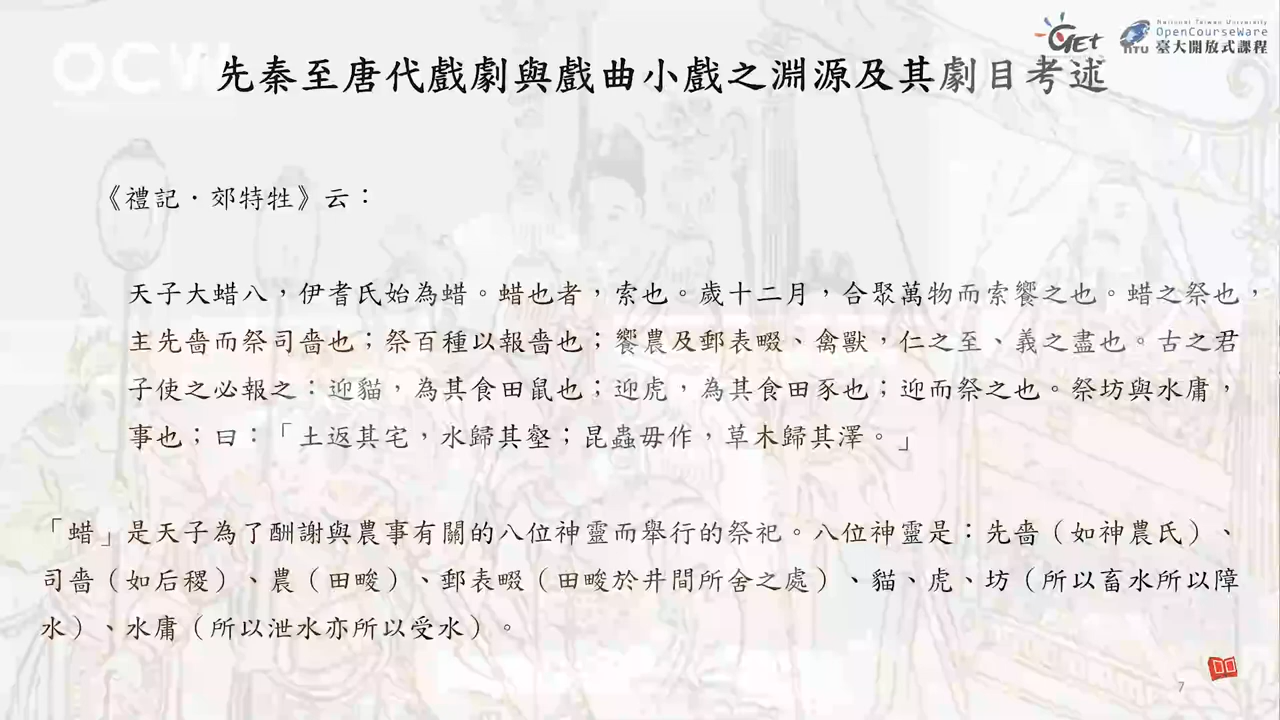 OCW
GET
NTU
National Taiwan University
OpenCourseWare
臺大開放式課程
先秦至唐代戲劇與戲曲小戲之淵源及其劇目考述
《禮記．郊特牲》云：
天子大蜡八，伊耆氏始為蜡。蜡也者，索也。歲十二月，合聚萬物而索饗之也。蜡之祭也，
主先嗇而祭司嗇也；祭百種以報嗇也；饗農及郵表畷、禽獸，仁之至、義之盡也。古之君
子使之必報之：迎貓，為其食田鼠也；迎虎，為其食田豕也；迎而祭之也。祭坊與水庸，
事也；曰：「土返其宅，水歸其壑；昆蟲毋作，草木歸其澤。」
「蜡」是天子為了酬謝與農事有關的八位神靈而舉行的祭祀。八位神靈是：先嗇（如神農氏）、
司嗇（如后稷）、農（田畯）、郵表畷（田畯於井間所舍之處）、貓、虎、坊（所以畜水所以障
水）、水庸（所以泄水亦所以受水）。
7